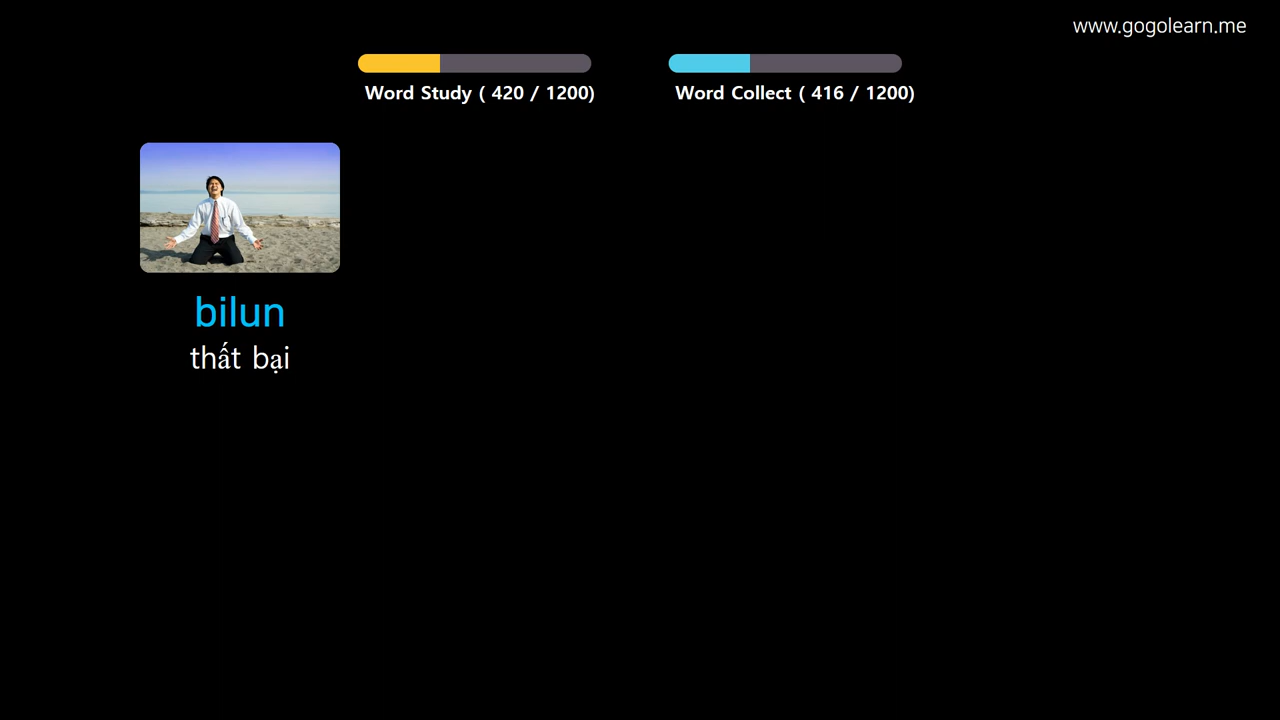 www.gogolearn.me
Word Study ( 420 / 1200)
Word Collect ( 416 / 1200)
bilun
thất bại